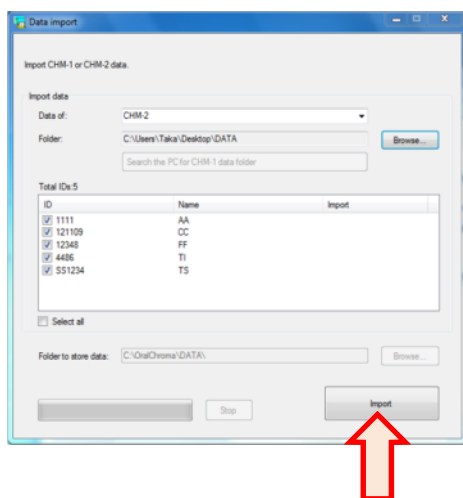 Data import
Import CHM-1 or CHM-2 data.
Import data
Data of: CHM-2
Folder: C:\Users\Taka\Desktop\DATA Browse...
Search the PC for CHM-1 data folder
Total IDs:5
ID Name Import
1111 AA
121109 CC
12348 FF
4486 TI
SS1234 TS
Select all
Folder to store data: C:\OralChroma\DATA\ Browse...
Stop Import